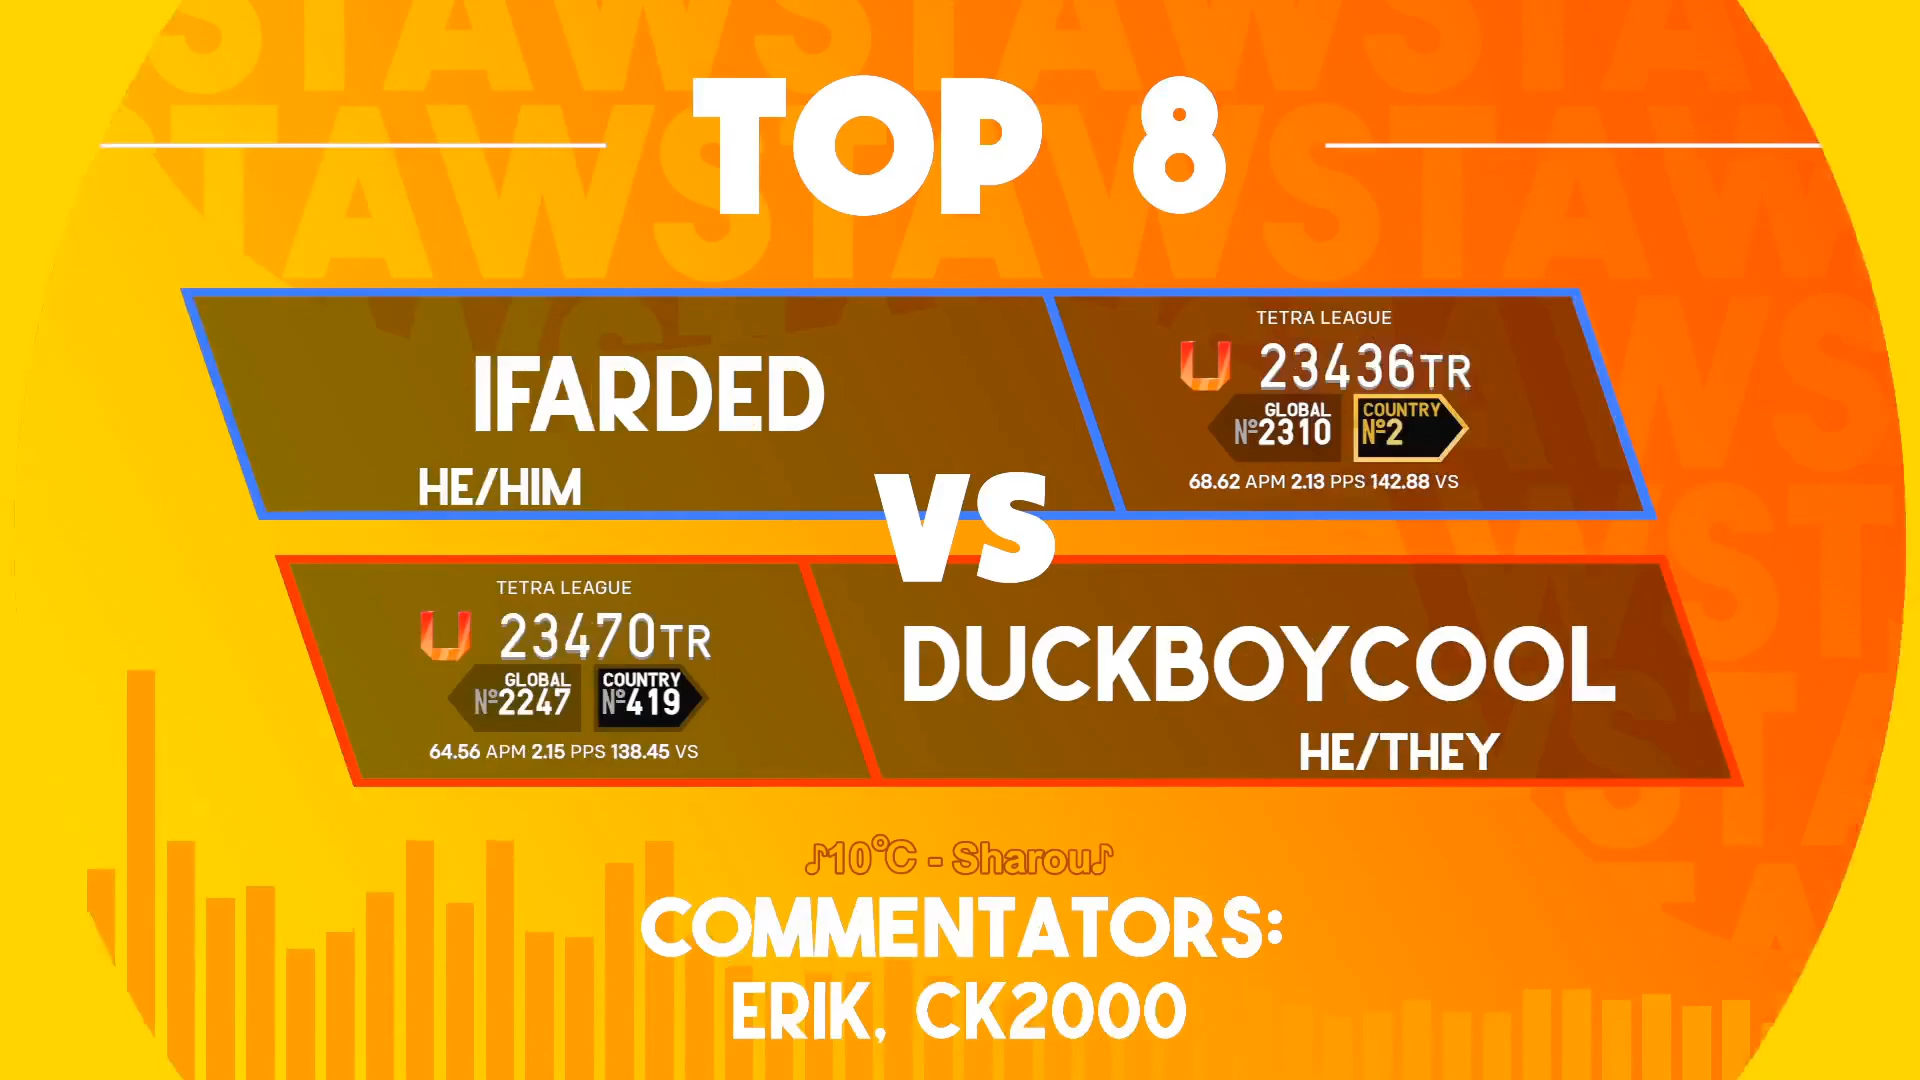 TOP 8
IFARDED
HE/HIM
TETRA LEAGUE
U 23436TR
GLOBAL
Nº2310
COUNTRY
Nº2
68.62 APM 2.13 PPS 142.88 VS
VS
TETRA LEAGUE
U 23470TR
GLOBAL
Nº2247
COUNTRY
Nº419
64.56 APM 2.15 PPS 138.45 VS
DUCKBOYCOOL
HE/THEY
♪10°C - Sharou♪
COMMENTATORS:
ERIK, CK2000